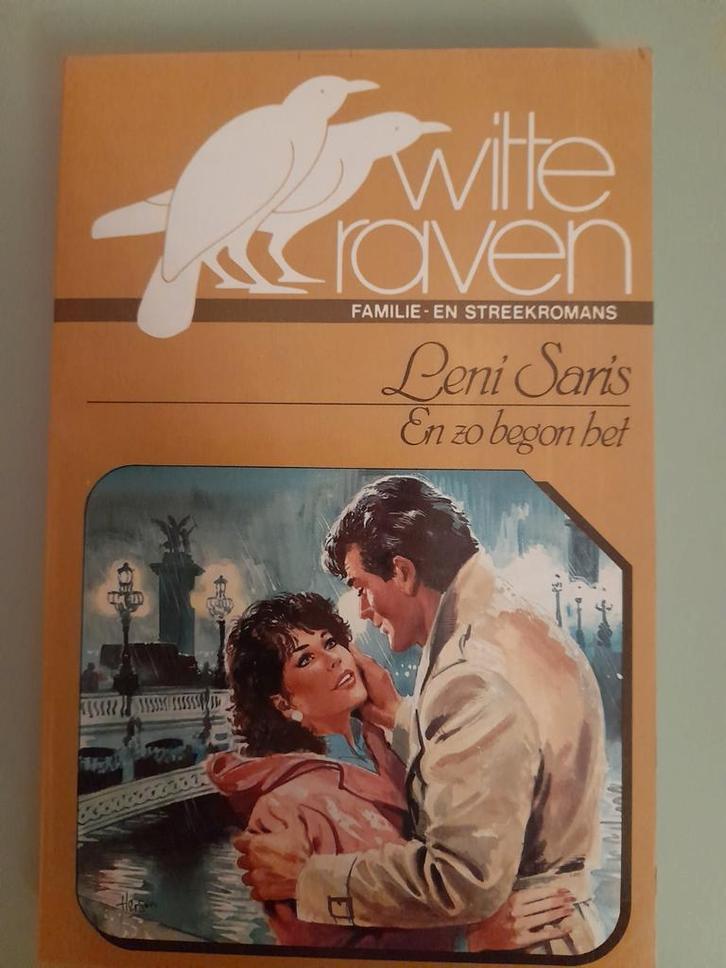 witte
raven
FAMILIE-EN STREEKROMANS
Leni Saris
En zo begon het